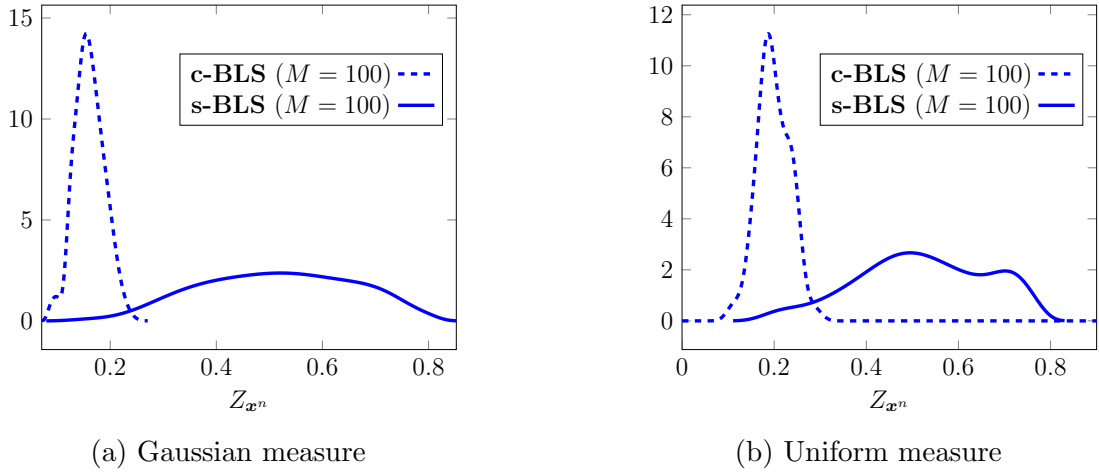 15
10
5
0
0.2
0.4
0.6
0.8
c-BLS (M = 100)
s-BLS (M = 100)
Z_{x^n}
(a) Gaussian measure
12
10
8
6
4
2
0
0
0.2
0.4
0.6
0.8
c-BLS (M = 100)
s-BLS (M = 100)
Z_{x^n}
(b) Uniform measure